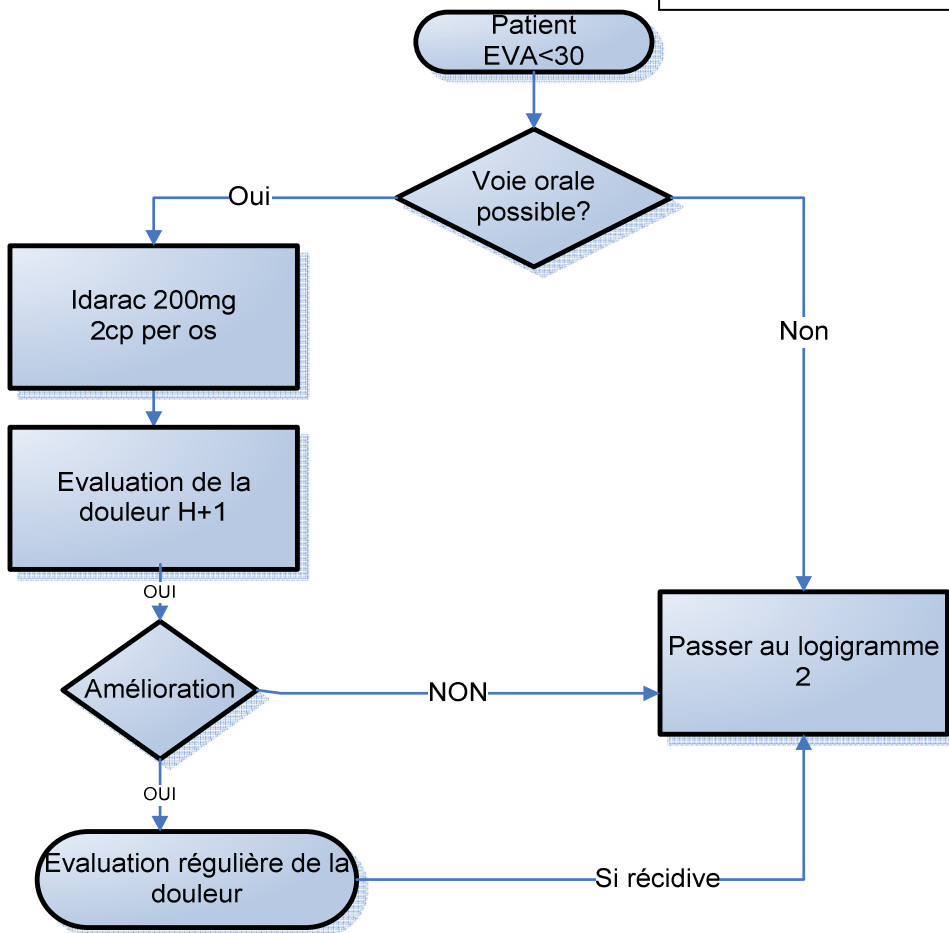 Patient
EVA<30
Voie orale
possible?
Oui
Non
Idarac 200mg
2cp per os
Evaluation de la
douleur H+1
OUI
Amélioration
NON
Passer au logigramme
2
OUI
Evaluation régulière de la
douleur
Si récidive